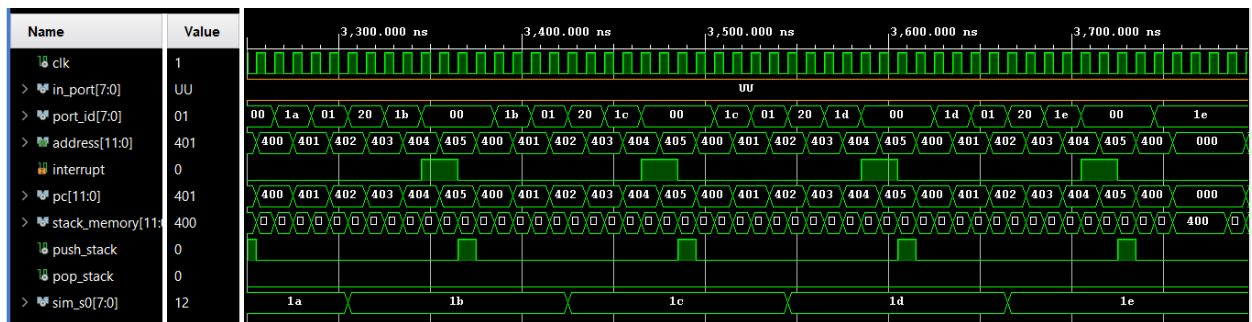 Name Value 3,300.000 ns 3,400.000 ns 3,500.000 ns 3,600.000 ns 3,700.000 ns
clk 1
in_port[7:0] UU UU
port_id[7:0] 01 00 1a 01 20 1b 00 1b 01 20 1c 00 1c 01 20 1d 00 1d 01 20 1e 00 1e
address[11:0] 401 400 401 402 403 404 405 400 401 402 403 404 405 400 401 402 403 404 405 400 401 402 403 404 405 400 000
interrupt 0
pc[11:0] 401 400 401 402 403 404 405 400 401 402 403 404 405 400 401 402 403 404 405 400 401 402 403 404 405 400 000
stack_memory[11: 400 400
push_stack 0
pop_stack 0
sim_s0[7:0] 12 1a 1b 1c 1d 1e